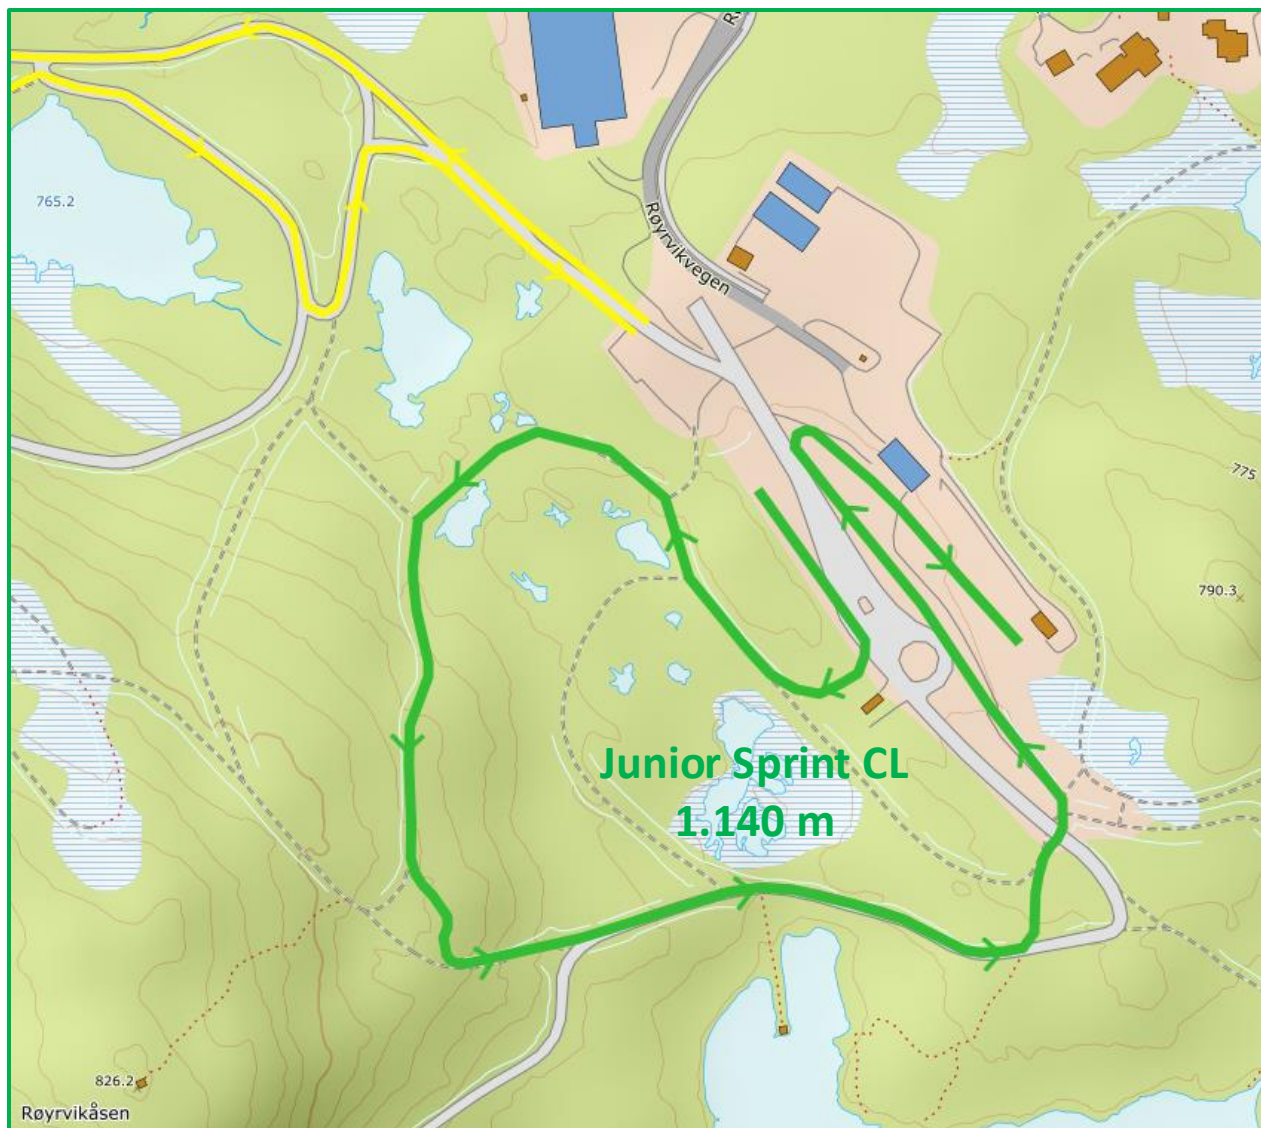 765.2
Røyrvikvegen
775
790.3
Junior Sprint CL
1.140 m
826.2
Røyrvikåsen